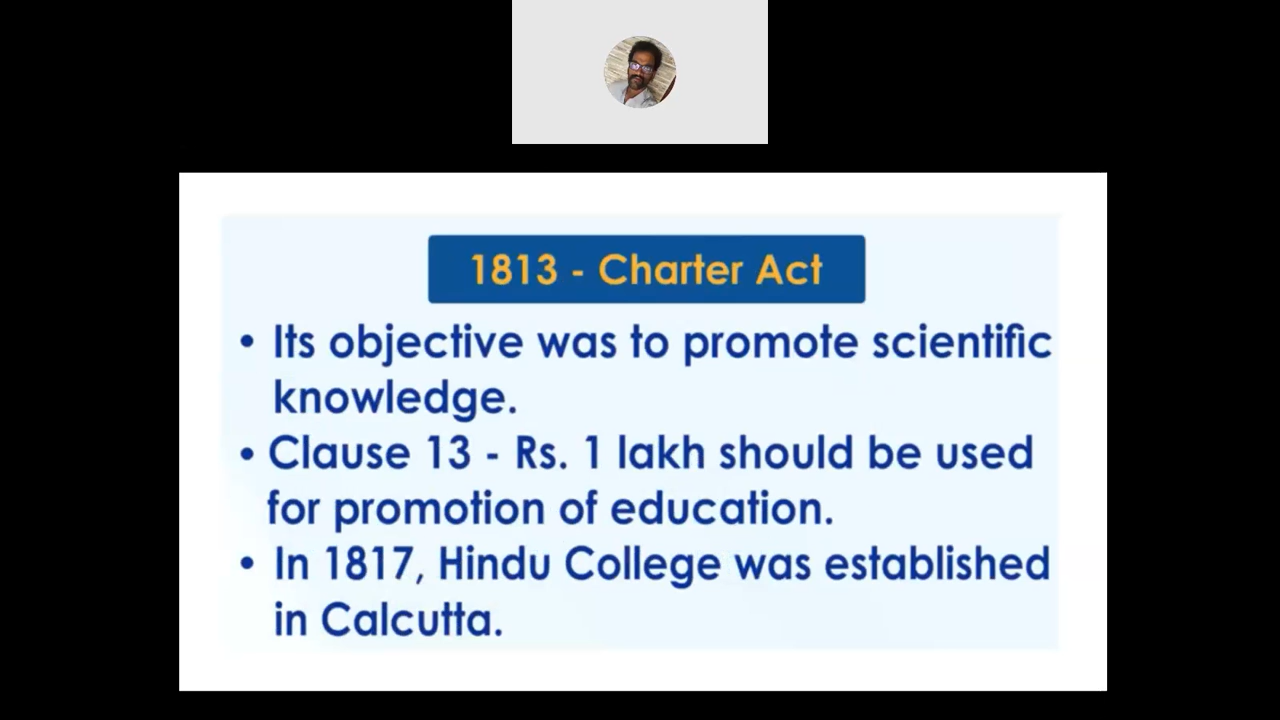 1813 - Charter Act
• Its objective was to promote scientific
knowledge.
• Clause 13 - Rs. 1 lakh should be used
for promotion of education.
• In 1817, Hindu College was established
in Calcutta.